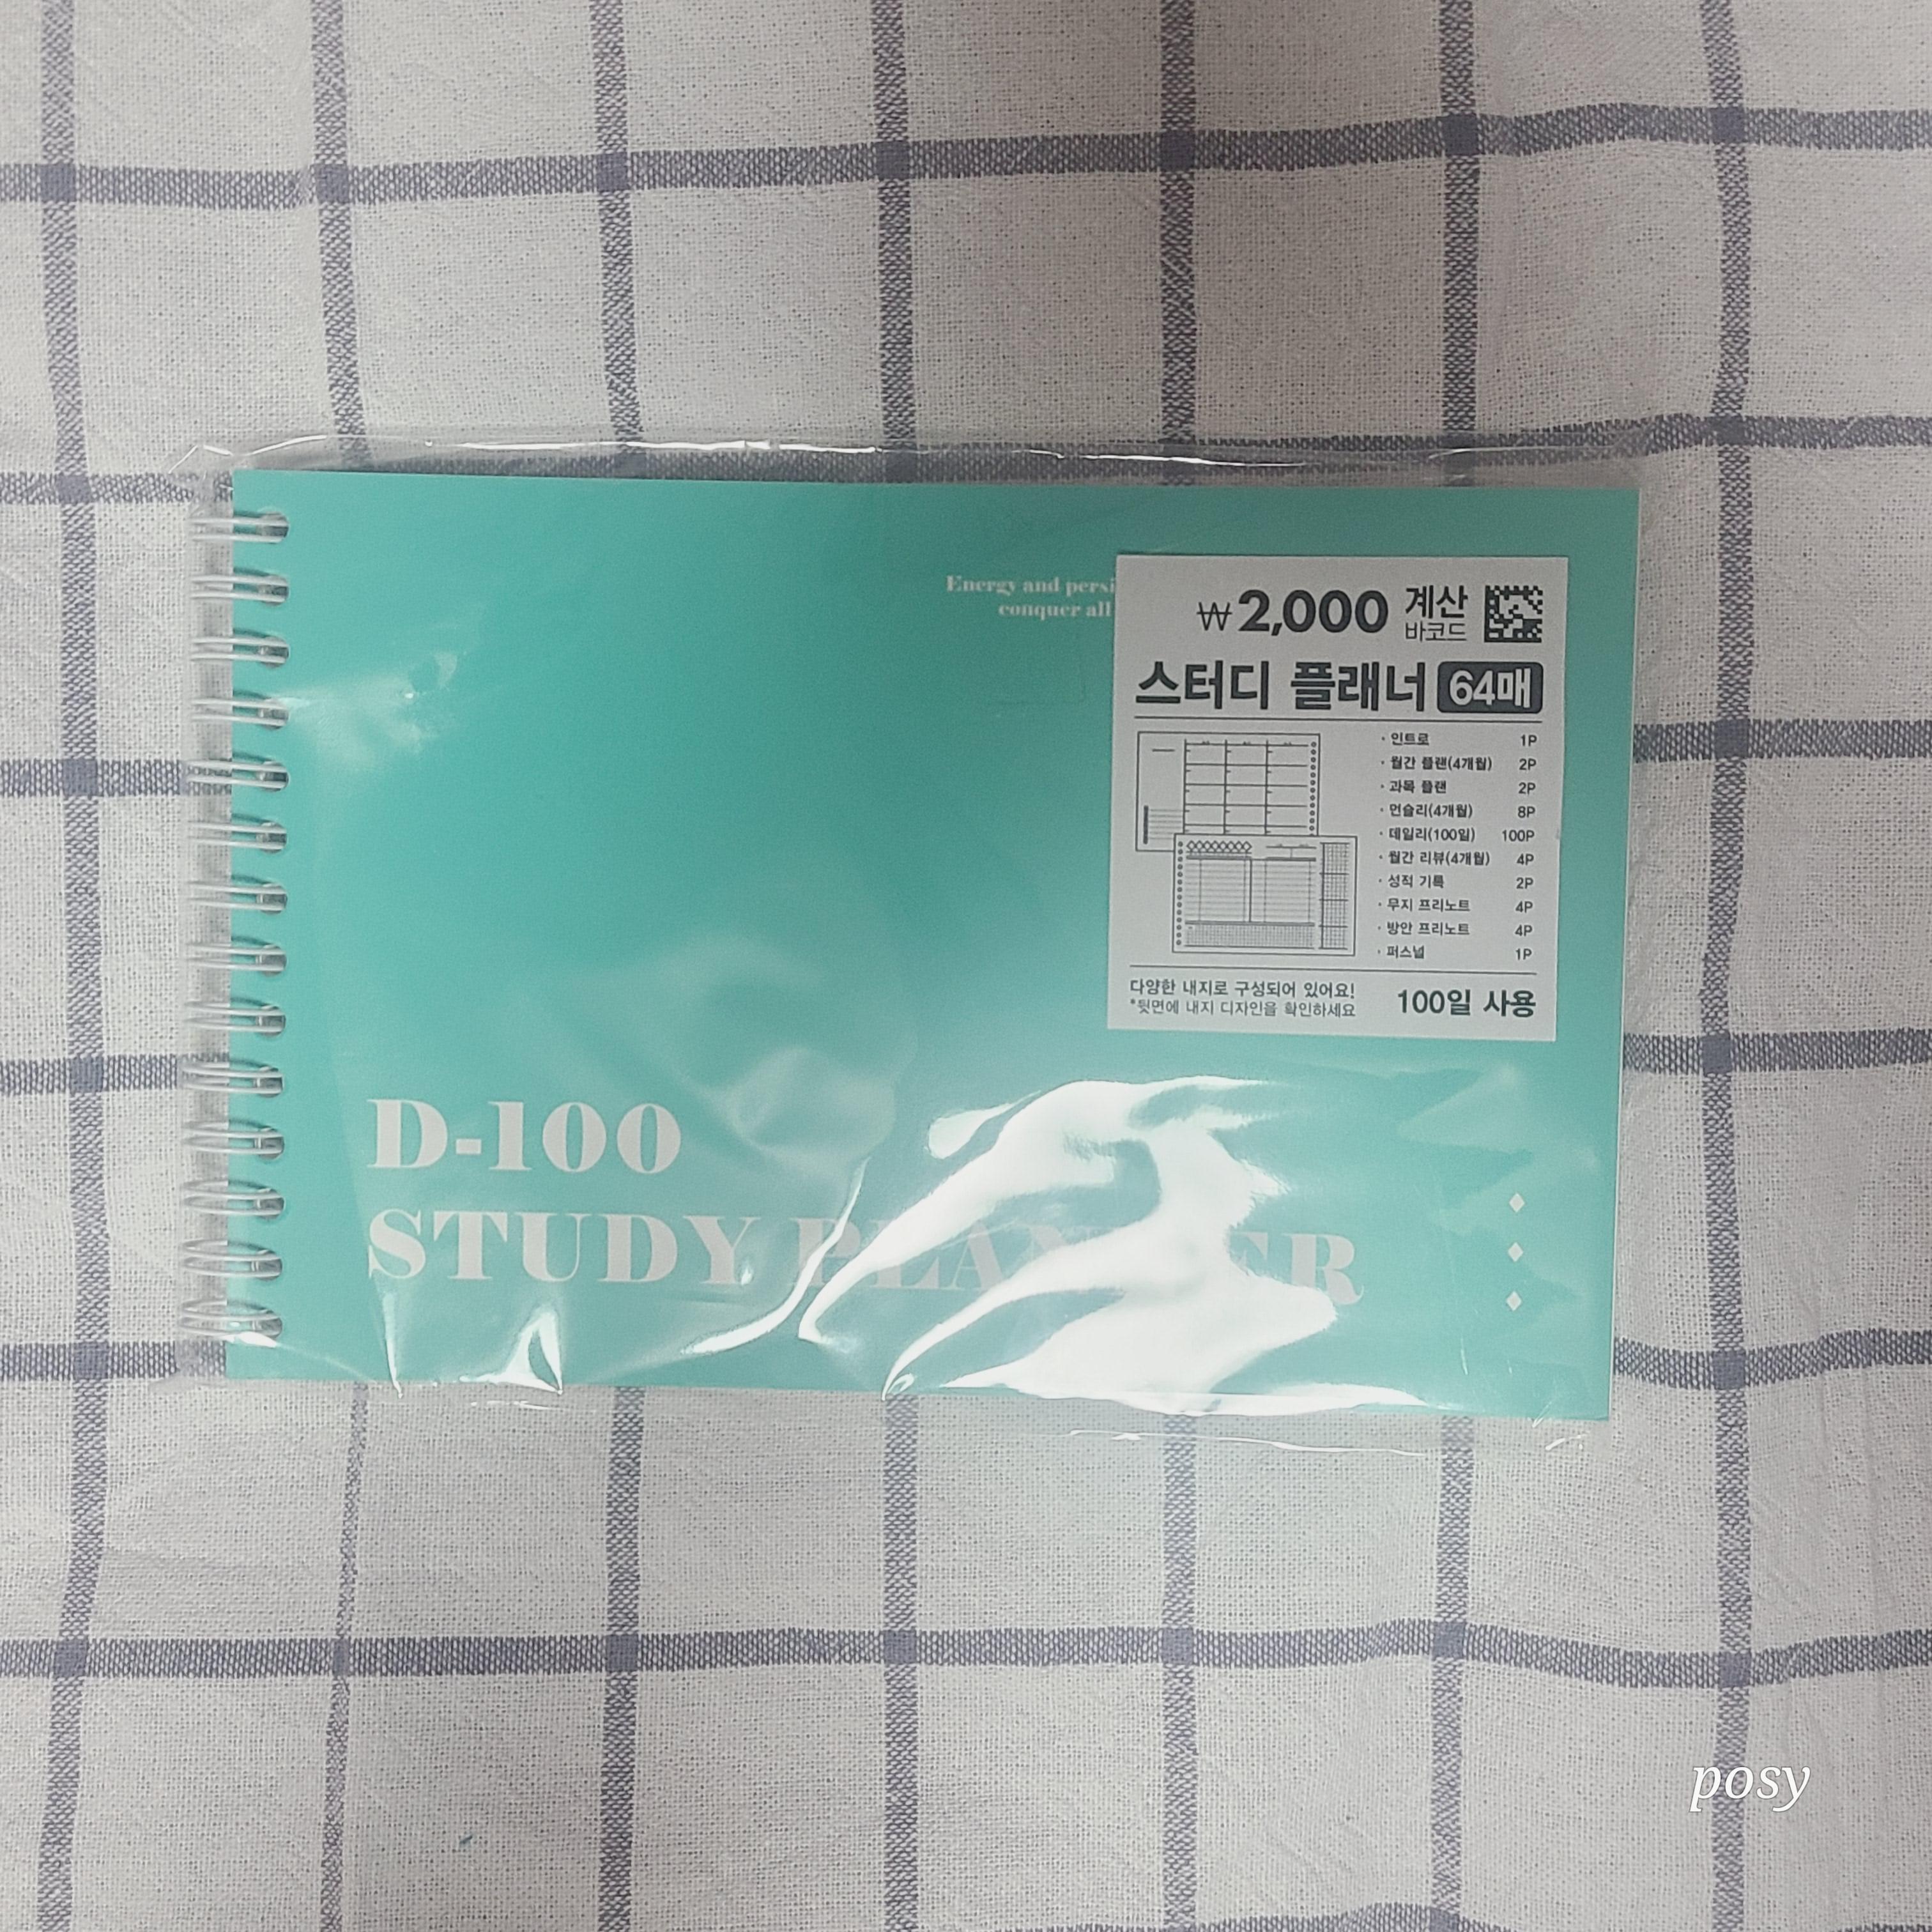 Energy and
conquer all
₩2,000 계산
바코드
스터디 플래너 64매
· 인트로 1P
· 월간 플랜(4개월) 2P
· 과목 플랜 2P
· 먼슬리(4개월) 8P
· 데일리(100일) 100P
· 월간 리뷰(4개월) 4P
· 성적 기록 2P
· 무지 프리노트 4P
· 방안 프리노트 4P
· 퍼스널 1P
다양한 내지로 구성되어 있어요!
*뒷면에 내지 디자인을 확인하세요
100일 사용
D-100
STUDY PLANNER
posy